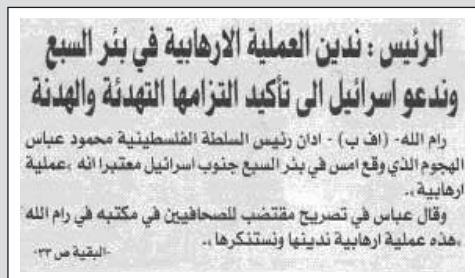 الرئيس : ندين العملية الارهابية في بئر السبع
وندعو اسرائيل الى تأكيد التزامها التهدئة والهدنة
رام الله- (اف ب) - ادان رئيس السلطة الفلسطينية محمود عباس
الهجوم الذي وقع امس في بئر السبع جنوب اسرائيل معتبرا انه «عملية
ارهابية».
وقال عباس في تصريح مقتضب للصحافيين في مكتبه في رام الله
«هذه عملية ارهابية ندينها ونستنكرها».
-البقية ص ٢٣-